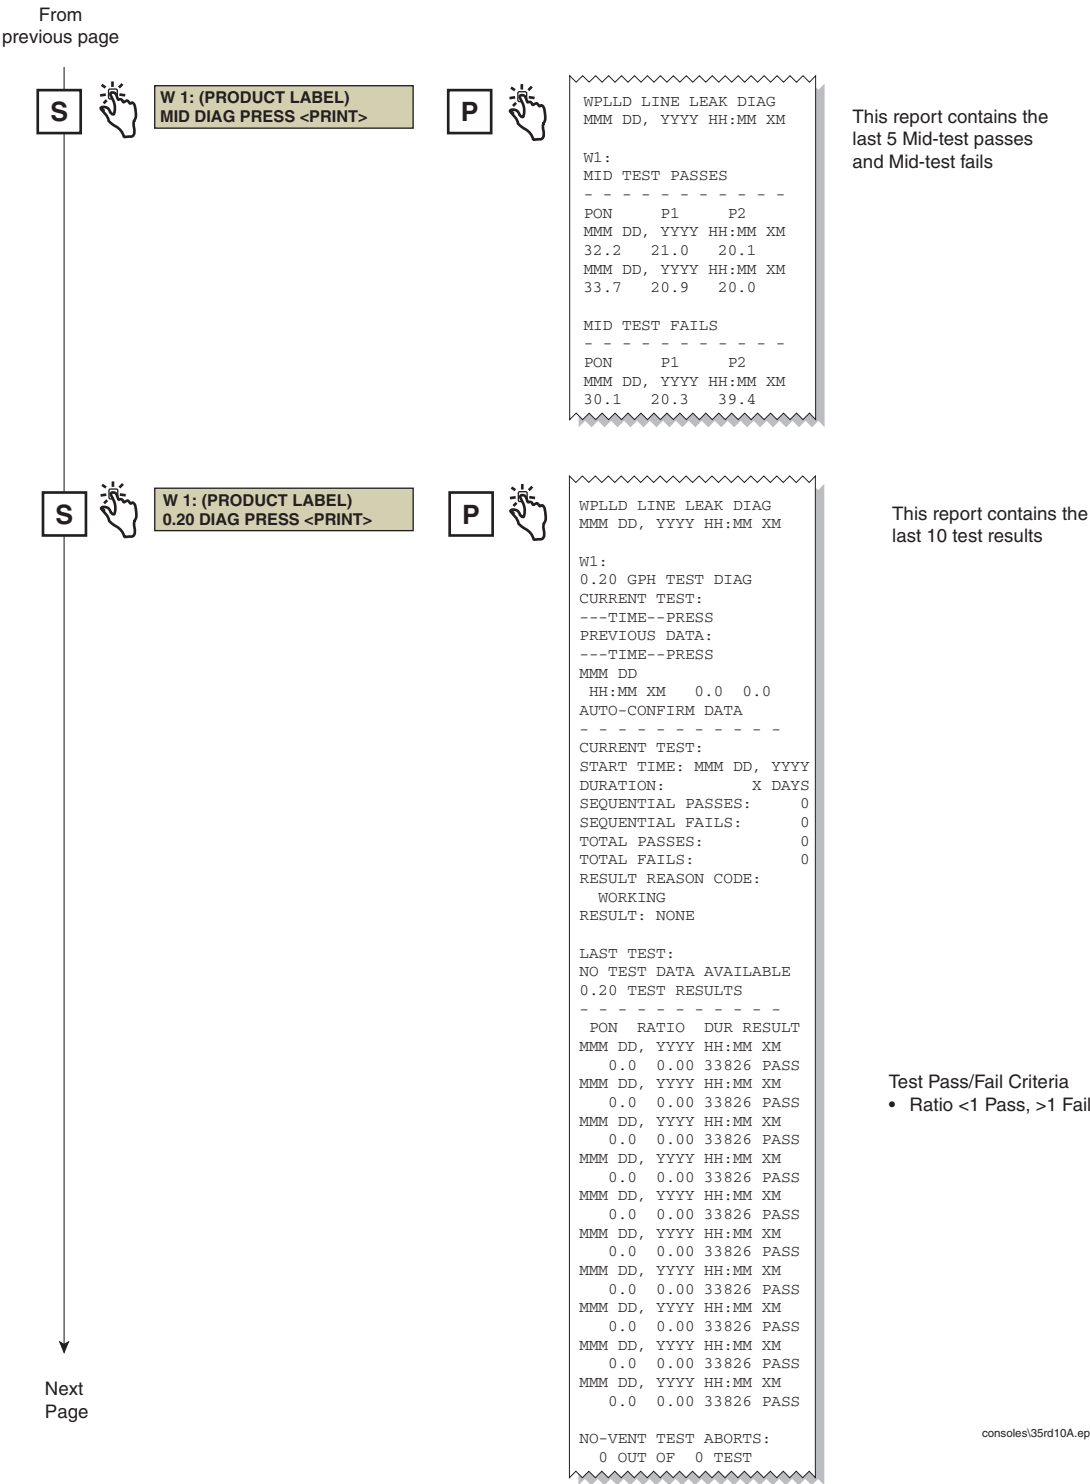 From
previous page
S
W 1: (PRODUCT LABEL)
MID DIAG PRESS <PRINT>
P
WPLLD LINE LEAK DIAG
MMM DD, YYYY HH:MM XM
W1:
MID TEST PASSES
- - - - - - - - - - -
PON P1 P2
MMM DD, YYYY HH:MM XM
32.2 21.0 20.1
MMM DD, YYYY HH:MM XM
33.7 20.9 20.0
MID TEST FAILS
- - - - - - - - - - -
PON P1 P2
MMM DD, YYYY HH:MM XM
30.1 20.3 39.4
This report contains the
last 5 Mid-test passes
and Mid-test fails
S
W 1: (PRODUCT LABEL)
0.20 DIAG PRESS <PRINT>
P
WPLLD LINE LEAK DIAG
MMM DD, YYYY HH:MM XM
W1:
0.20 GPH TEST DIAG
CURRENT TEST:
---TIME--PRESS
PREVIOUS DATA:
---TIME--PRESS
MMM DD
HH:MM XM 0.0 0.0
AUTO-CONFIRM DATA
- - - - - - - - - - -
CURRENT TEST:
START TIME: MMM DD, YYYY
DURATION: X DAYS
SEQUENTIAL PASSES: 0
SEQUENTIAL FAILS: 0
TOTAL PASSES: 0
TOTAL FAILS: 0
RESULT REASON CODE:
WORKING
RESULT: NONE
LAST TEST:
NO TEST DATA AVAILABLE
0.20 TEST RESULTS
- - - - - - - - - - -
PON RATIO DUR RESULT
MMM DD, YYYY HH:MM XM
0.0 0.00 33826 PASS
MMM DD, YYYY HH:MM XM
0.0 0.00 33826 PASS
MMM DD, YYYY HH:MM XM
0.0 0.00 33826 PASS
MMM DD, YYYY HH:MM XM
0.0 0.00 33826 PASS
MMM DD, YYYY HH:MM XM
0.0 0.00 33826 PASS
MMM DD, YYYY HH:MM XM
0.0 0.00 33826 PASS
MMM DD, YYYY HH:MM XM
0.0 0.00 33826 PASS
MMM DD, YYYY HH:MM XM
0.0 0.00 33826 PASS
MMM DD, YYYY HH:MM XM
0.0 0.00 33826 PASS
MMM DD, YYYY HH:MM XM
0.0 0.00 33826 PASS
NO-VENT TEST ABORTS:
0 OUT OF 0 TEST
This report contains the
last 10 test results
Test Pass/Fail Criteria
• Ratio <1 Pass, >1 Fail
Next
Page
consoles\35rd10A.ep